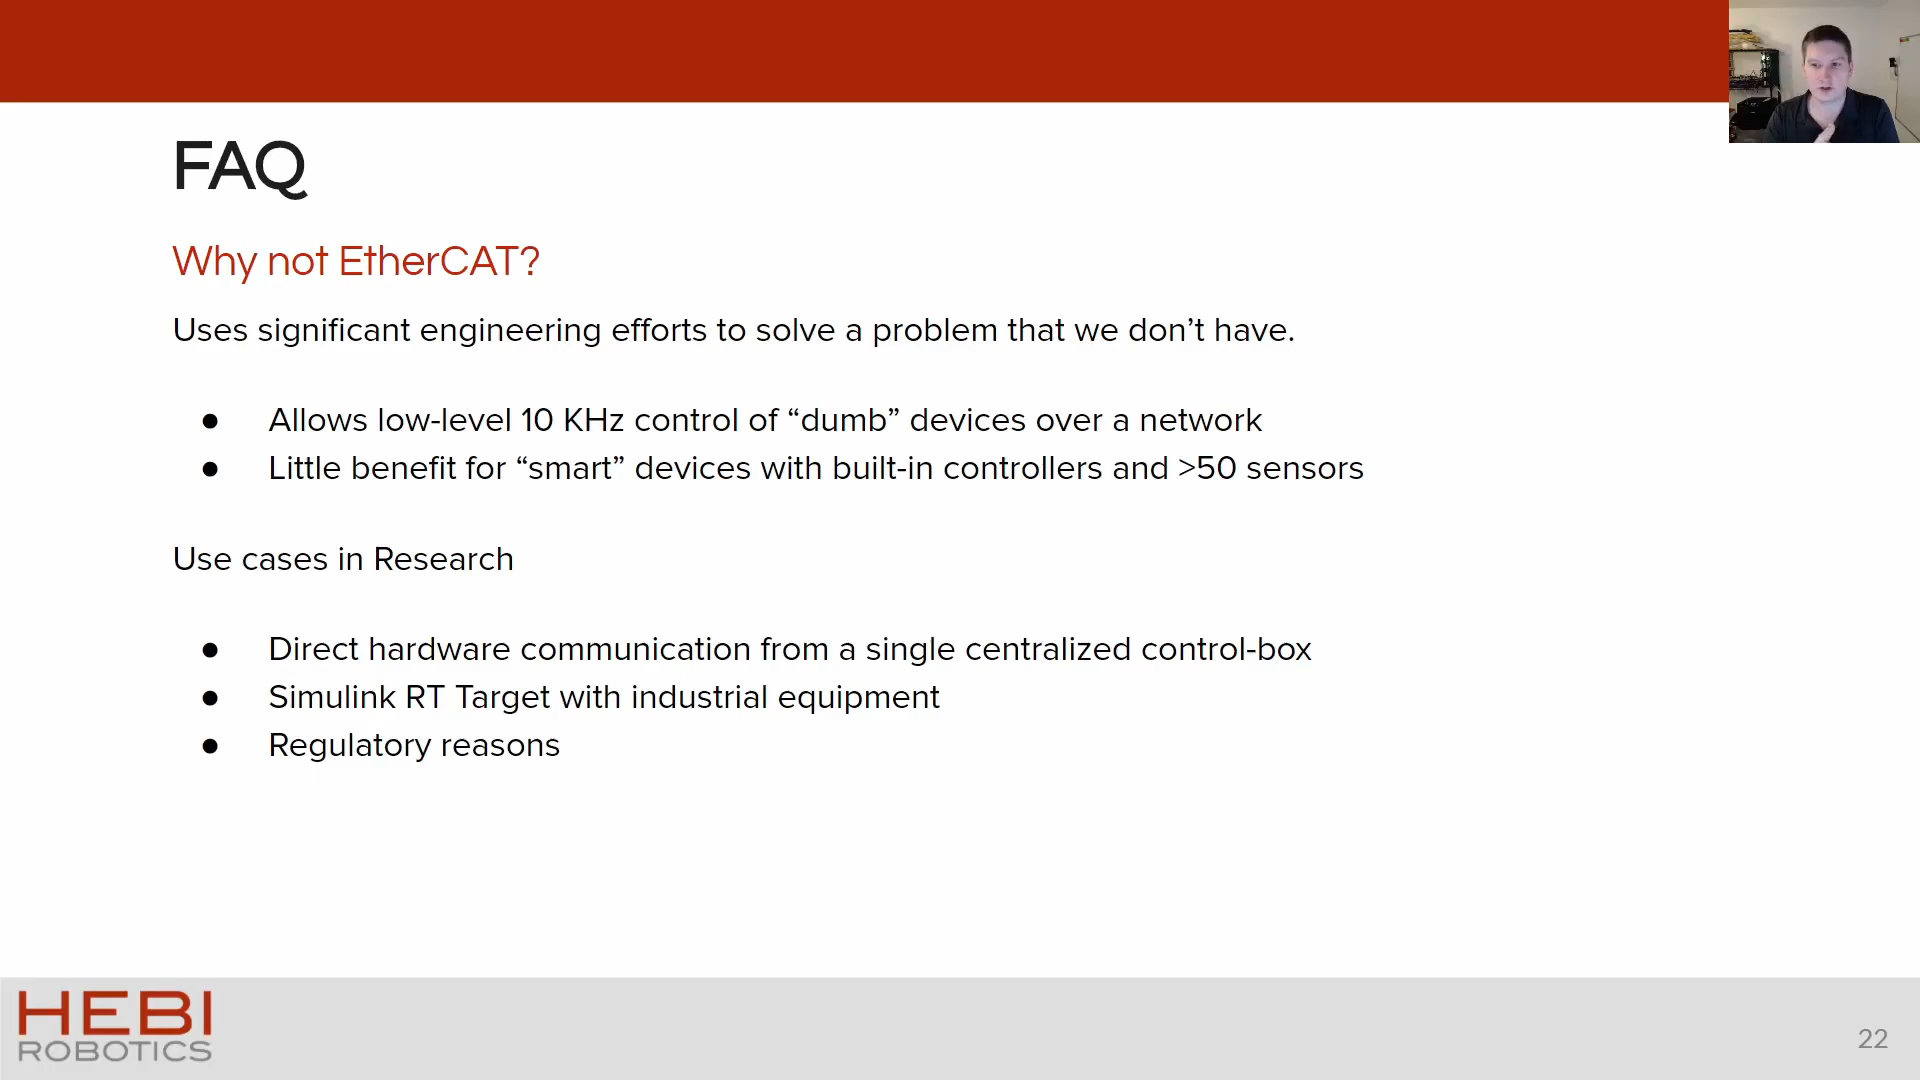 FAQ
Why not EtherCAT?
Uses significant engineering efforts to solve a problem that we don’t have.
● Allows low-level 10 KHz control of “dumb” devices over a network
● Little benefit for “smart” devices with built-in controllers and >50 sensors
Use cases in Research
● Direct hardware communication from a single centralized control-box
● Simulink RT Target with industrial equipment
● Regulatory reasons
HEBI
ROBOTICS
22